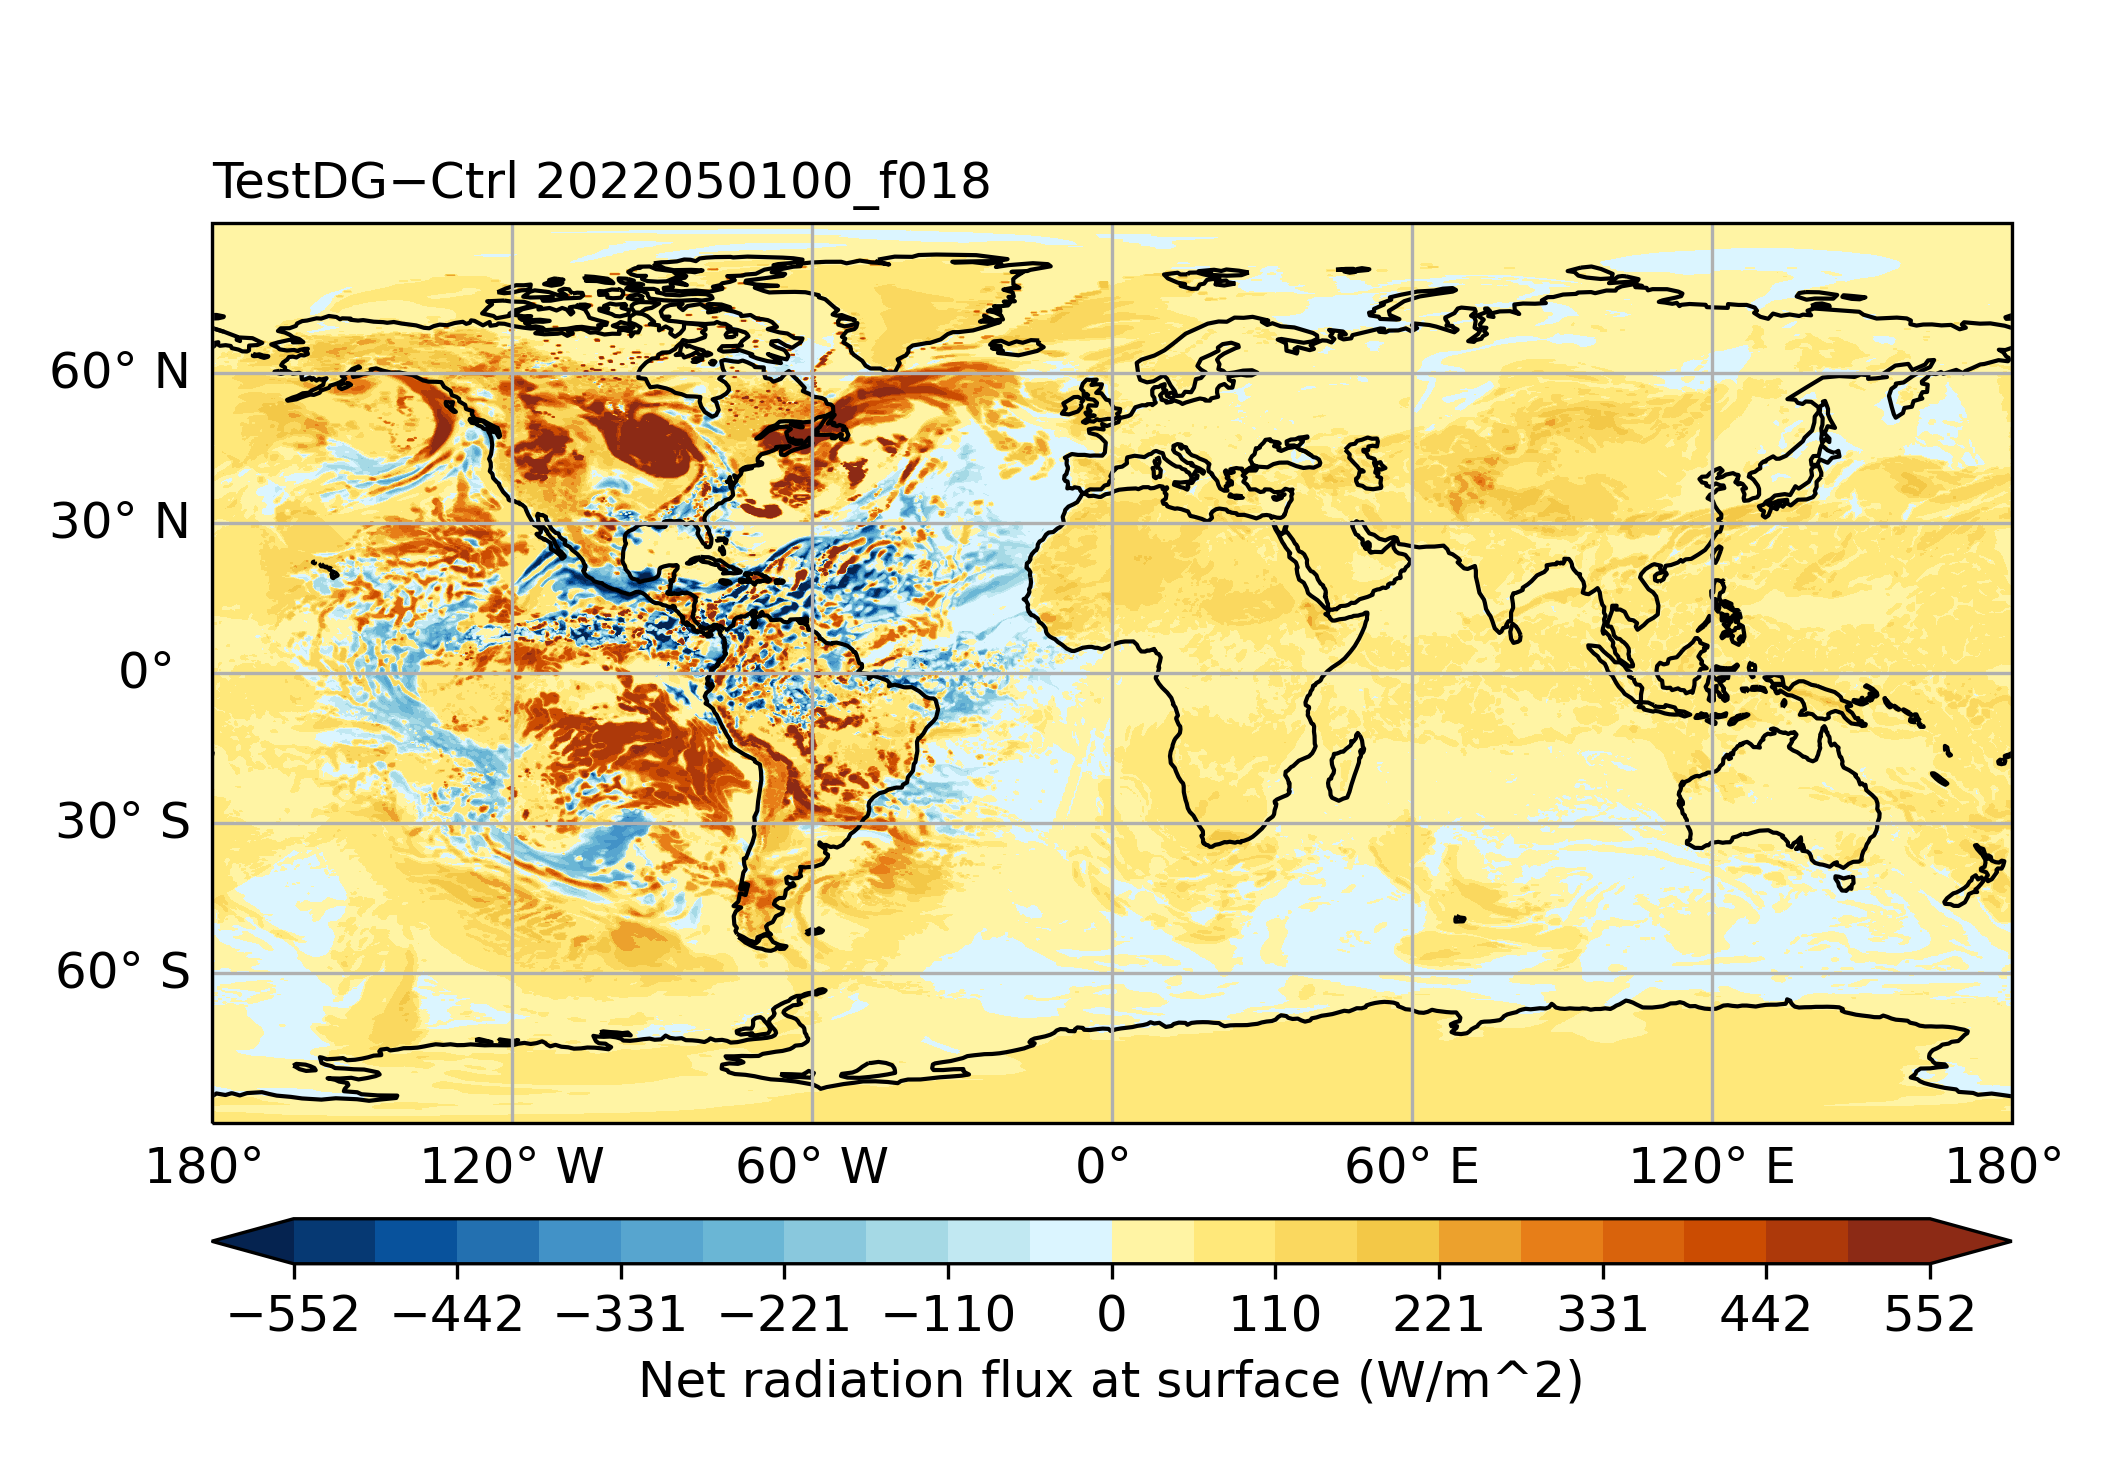 TestDG−Ctrl 2022050100_f018
60° N
30° N
0°
30° S
60° S
180° 120° W 60° W 0° 60° E 120° E 180°
−552 −442 −331 −221 −110 0 110 221 331 442 552
Net radiation flux at surface (W/m^2)